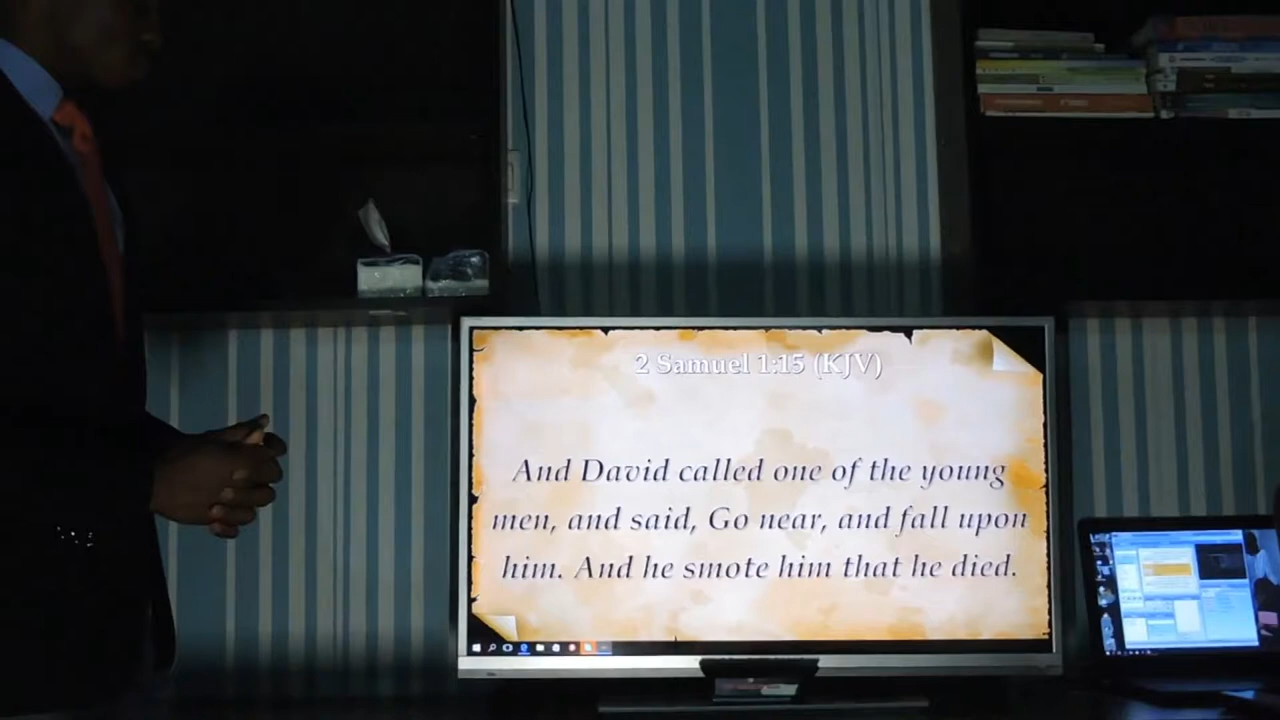 2 Samuel 1:15 (KJV)
And David called one of the young
men, and said, Go near, and fall upon
him. And he smote him that he died.